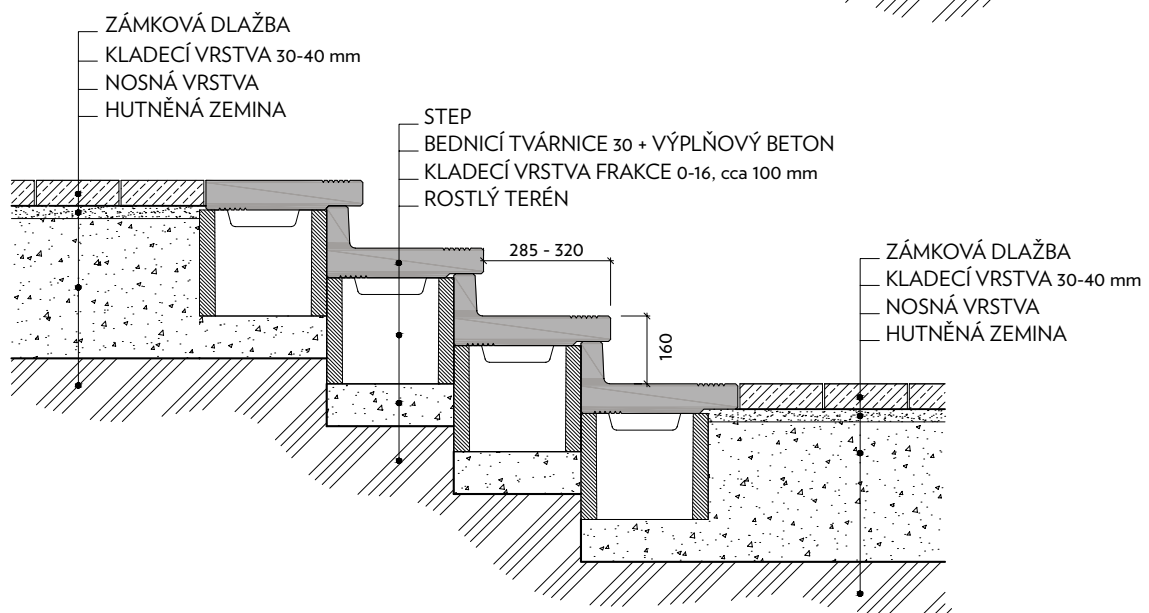 ZÁMKOVÁ DLAŽBA
KLADECÍ VRSTVA 30-40 mm
NOSNÁ VRSTVA
HUTNĚNÁ ZEMINA
STEP
BEDNICÍ TVÁRNICE 30 + VÝPLŇOVÝ BETON
KLADECÍ VRSTVA FRAKCE 0-16, cca 100 mm
ROSTLÝ TERÉN
285 - 320
160
ZÁMKOVÁ DLAŽBA
KLADECÍ VRSTVA 30-40 mm
NOSNÁ VRSTVA
HUTNĚNÁ ZEMINA